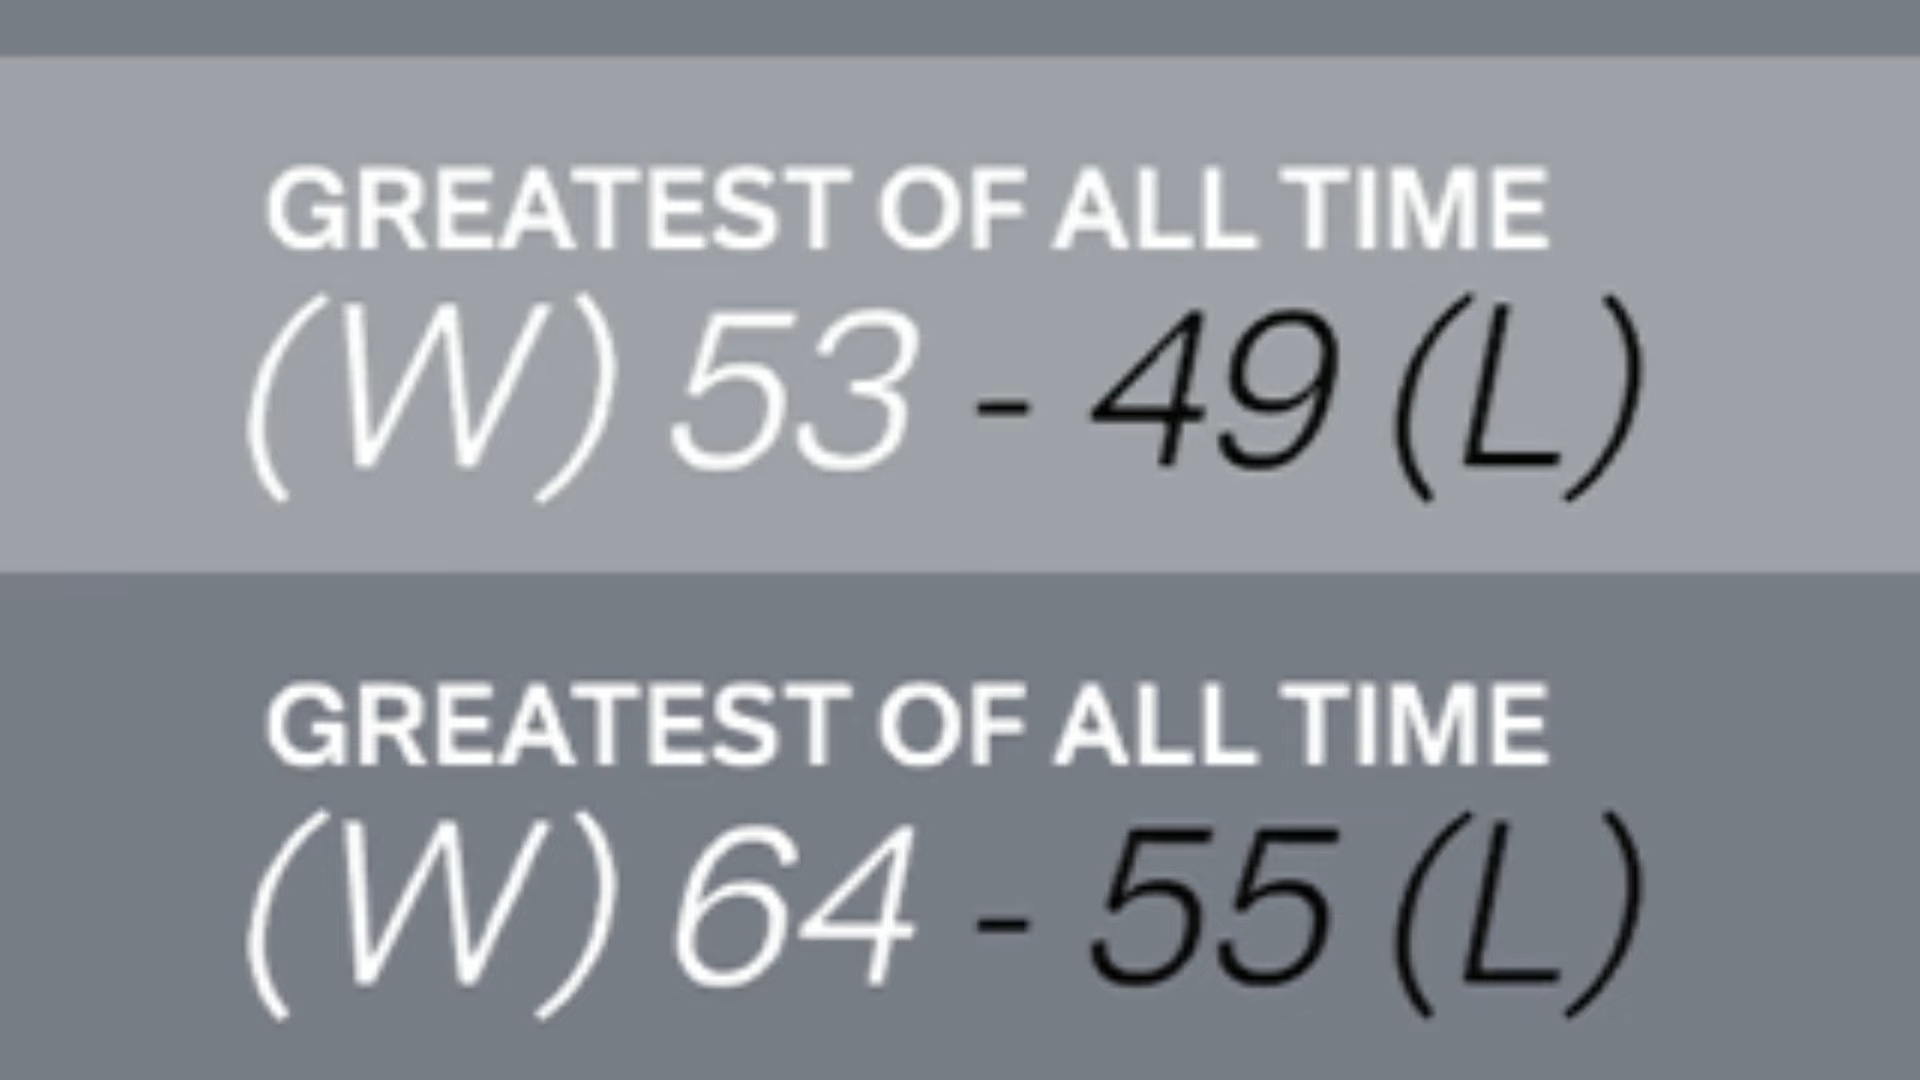 GREATEST OF ALL TIME
(W) 53 - 49 (L)
GREATEST OF ALL TIME
(W) 64 - 55 (L)